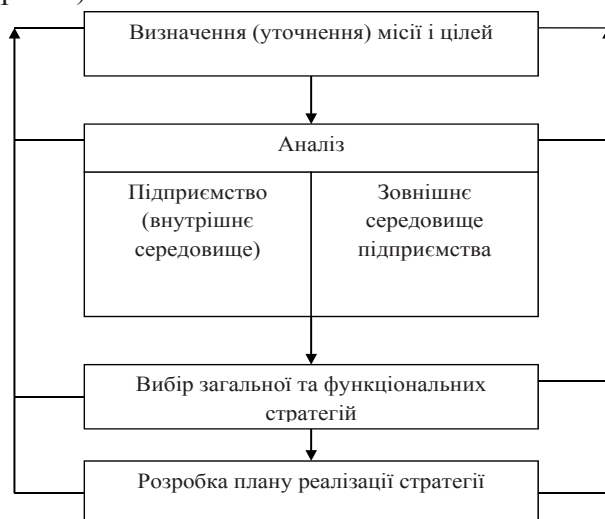 Визначення (уточнення) місії і цілей
Аналіз
Підприємство
(внутрішнє
середовище)
Зовнішнє
середовище
підприємства
Вибір загальної та функціональних
стратегій
Розробка плану реалізації стратегії